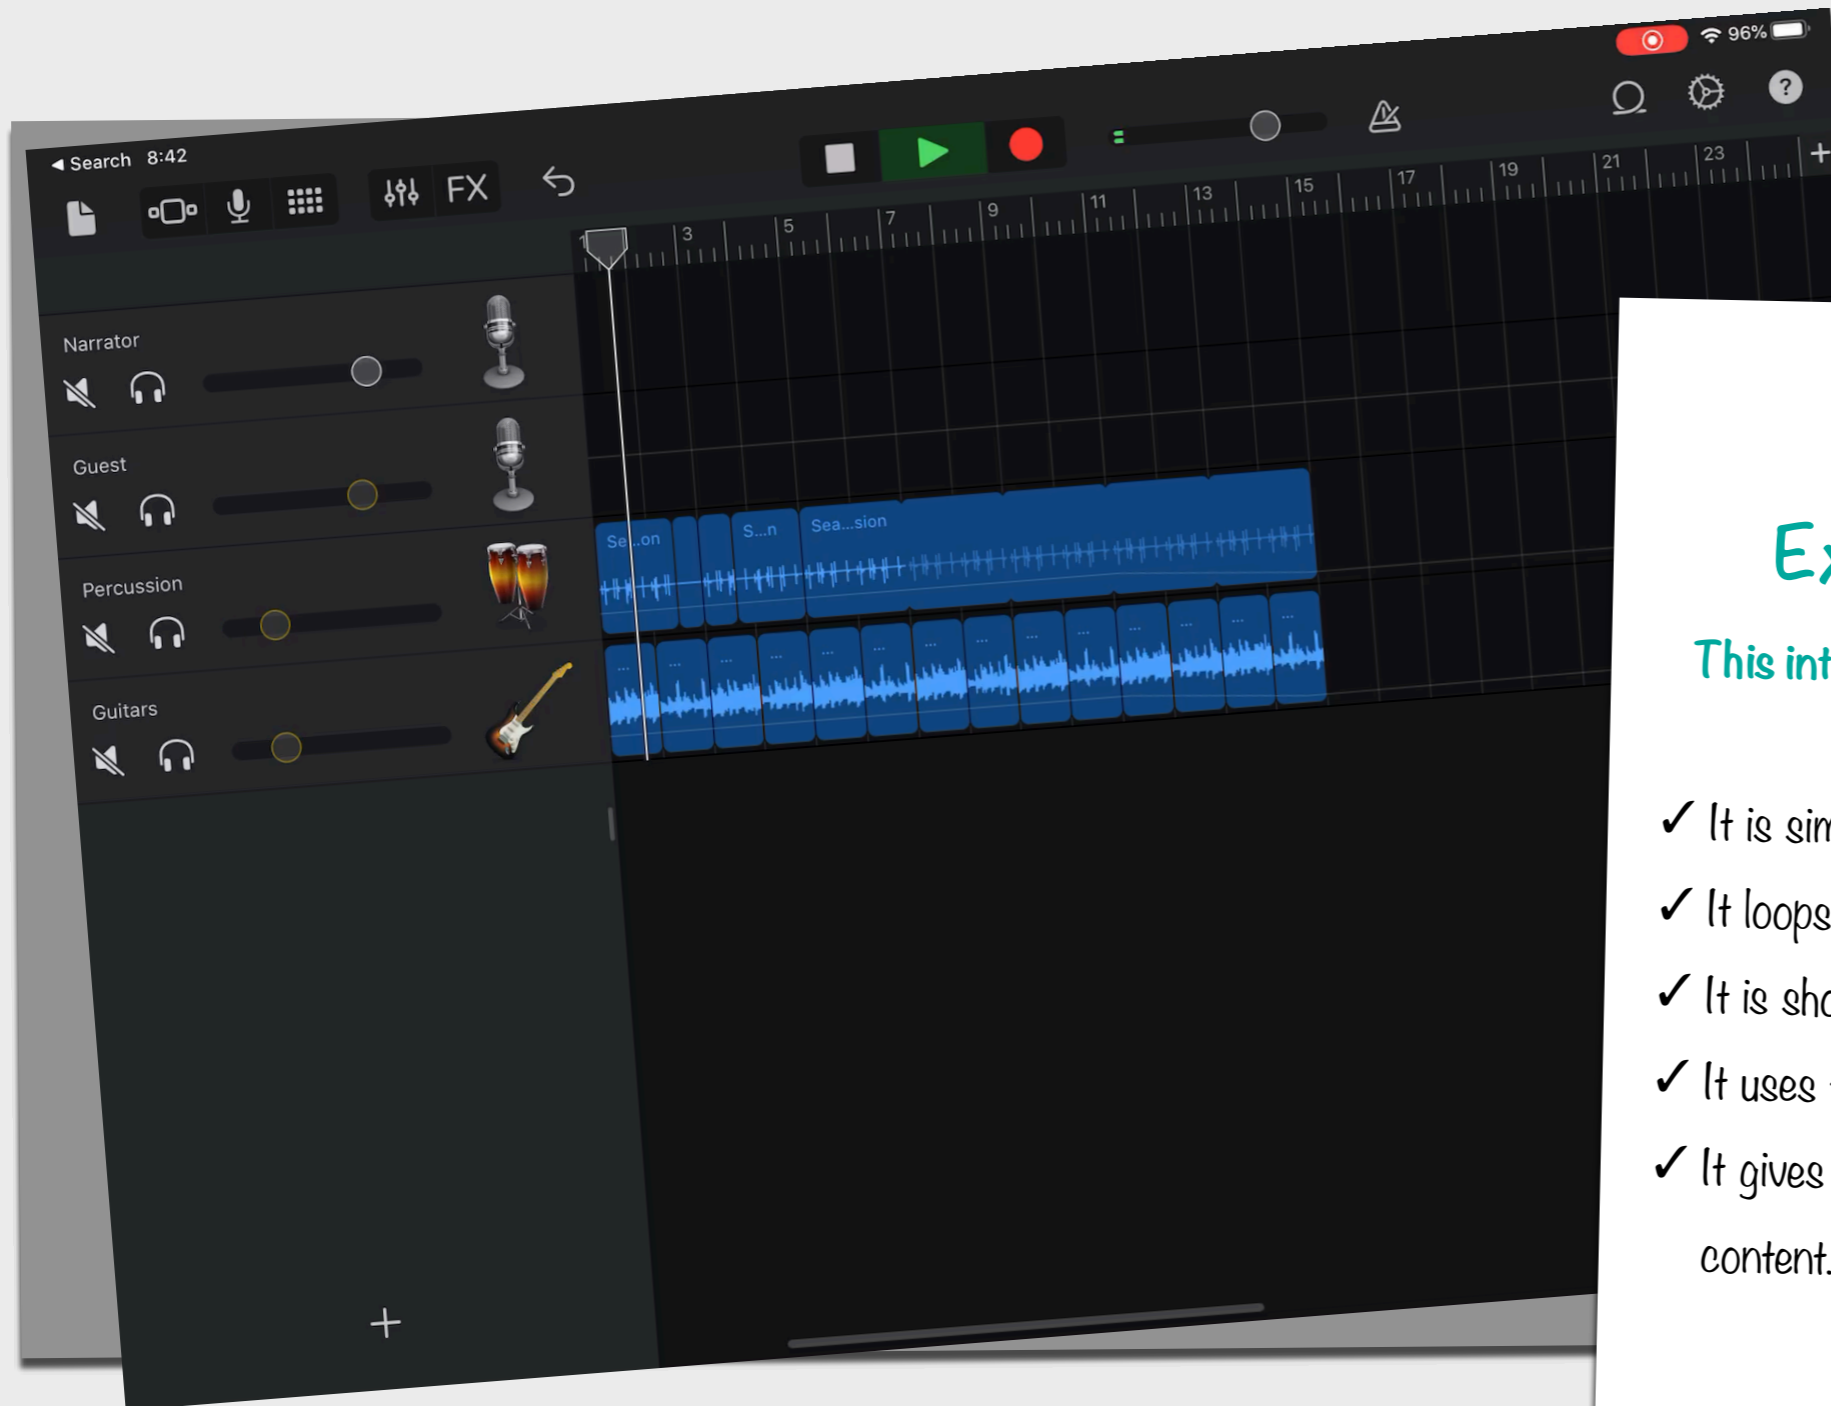 Search 8:42
96%
FX
1 3 5 7 9 11 13 15 17 19 21 23
Narrator
Guest
Se...on S...n Sea...sion
Percussion
... ... ... ... ... ... ... ... ... ... ... ... ... ...
Guitars
This int
✓ It is sim
✓ It loops
✓ It is sho
✓ It uses
✓ It gives
content.